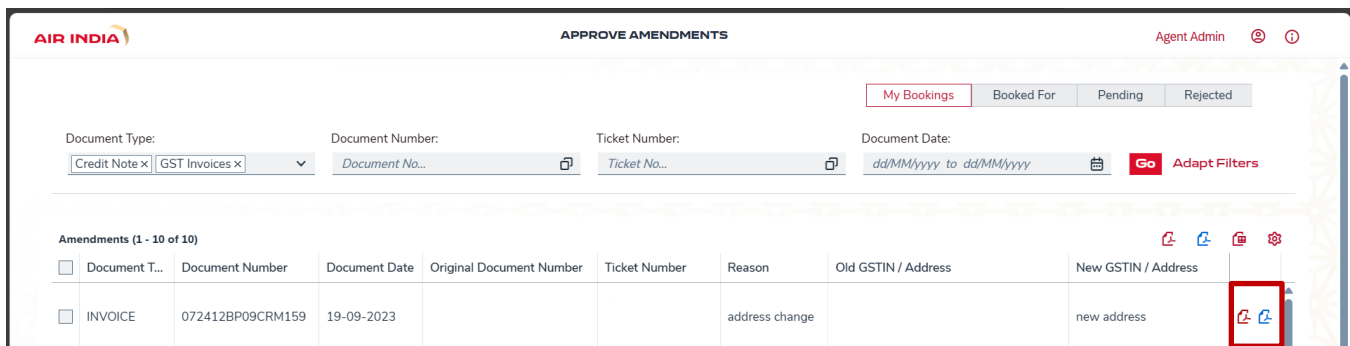 AIR INDIA
APPROVE AMENDMENTS
Agent Admin
My Bookings Booked For Pending Rejected
Document Type: Document Number: Ticket Number: Document Date:
Credit Note × GST Invoices × Document No... Ticket No... dd/MM/yyyy to dd/MM/yyyy Go Adapt Filters
Amendments (1 - 10 of 10)
Document T... Document Number Document Date Original Document Number Ticket Number Reason Old GSTIN / Address New GSTIN / Address
INVOICE 072412BP09CRM159 19-09-2023 address change new address